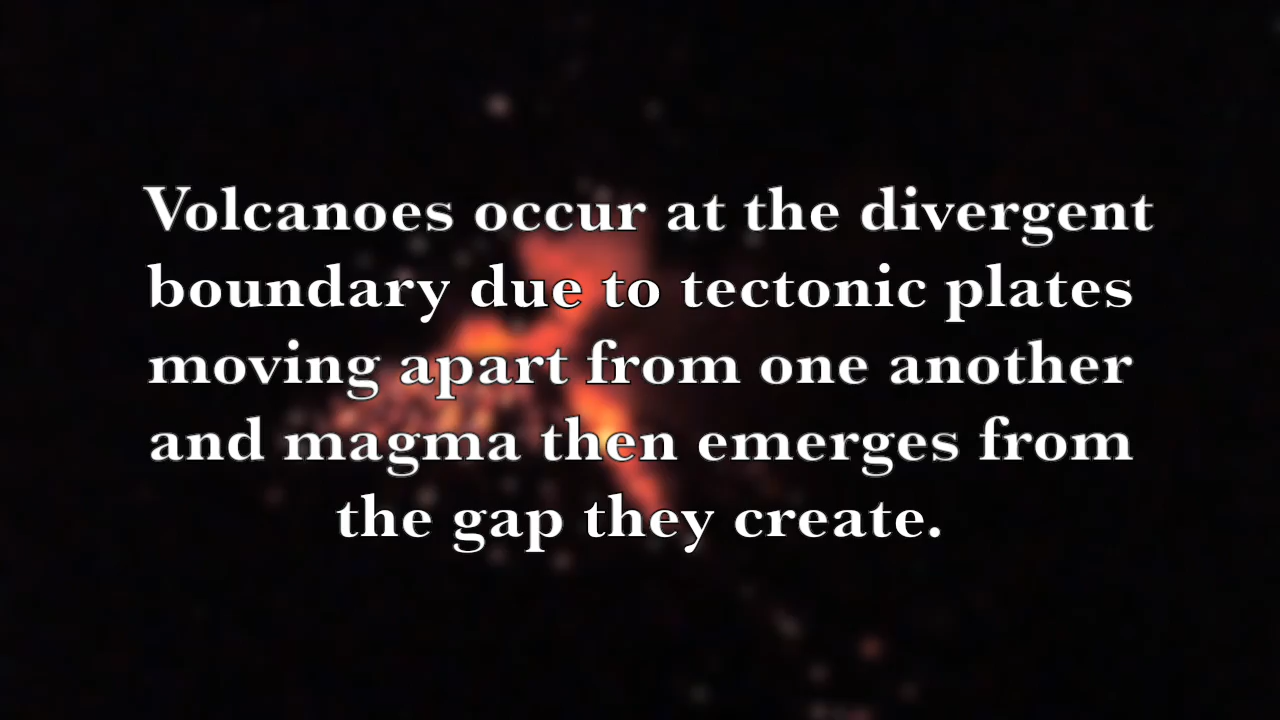 Volcanoes occur at the divergent
boundary due to tectonic plates
moving apart from one another
and magma then emerges from
the gap they create.